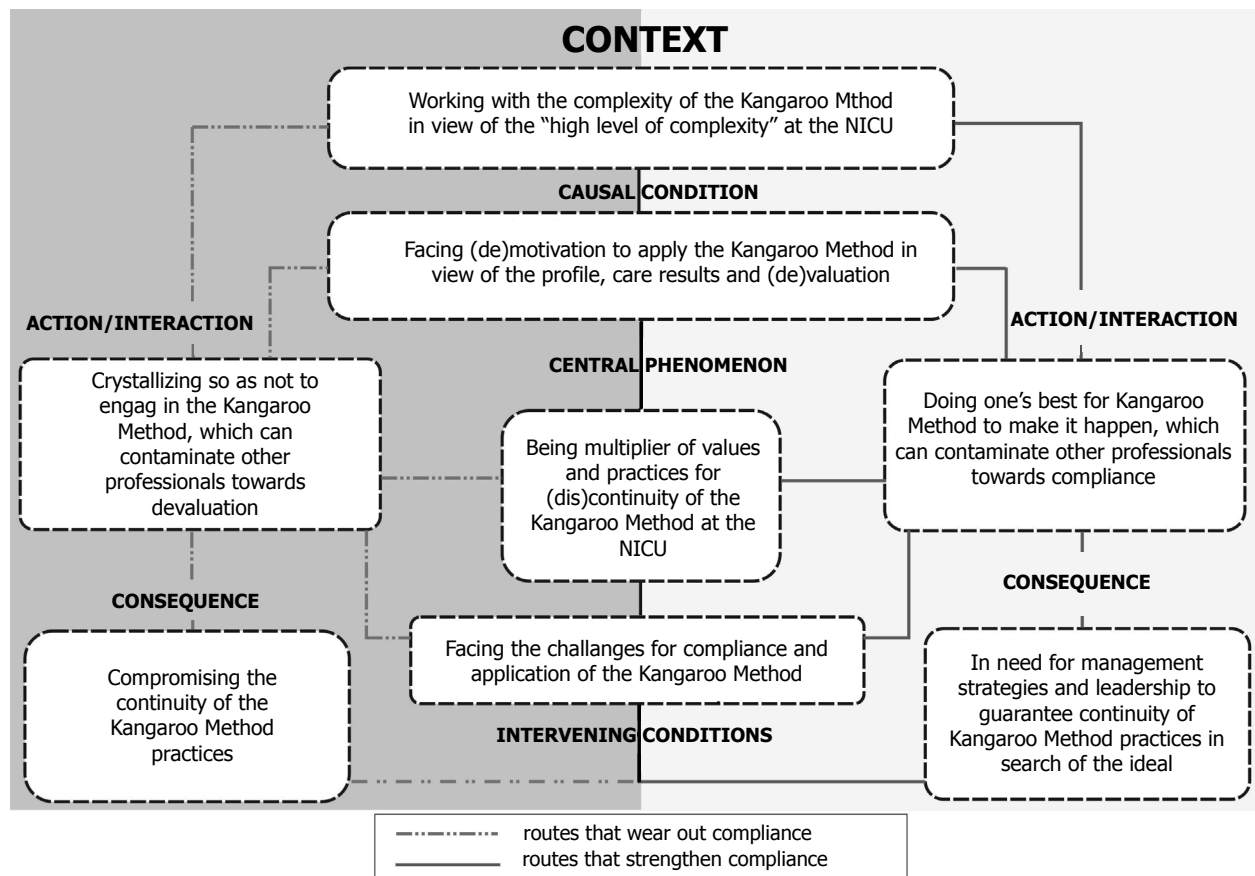 CONTEXT
Working with the complexity of the Kangaroo Mthod
in view of the “high level of complexity” at the NICU
CAUSAL CONDITION
Facing (de)motivation to apply the Kangaroo Method in
view of the profile, care results and (de)valuation
ACTION/INTERACTION
Crystallizing so as not to
engag in the Kangaroo
Method, which can
contaminate other
professionals towards
devaluation
CENTRAL PHENOMENON
Being multiplier of values
and practices for
(dis)continuity of the
Kangaroo Method at the
NICU
ACTION/INTERACTION
Doing one’s best for Kangaroo
Method to make it happen, which
can contaminate other professionals
towards compliance
CONSEQUENCE
Compromising the
continuity of the
Kangaroo Method
practices
Facing the challenges for compliance and
application of the Kangaroo Method
INTERVENING CONDITIONS
CONSEQUENCE
In need for management
strategies and leadership to
guarantee continuity of
Kangaroo Method practices in
search of the ideal
routes that wear out compliance
routes that strengthen compliance